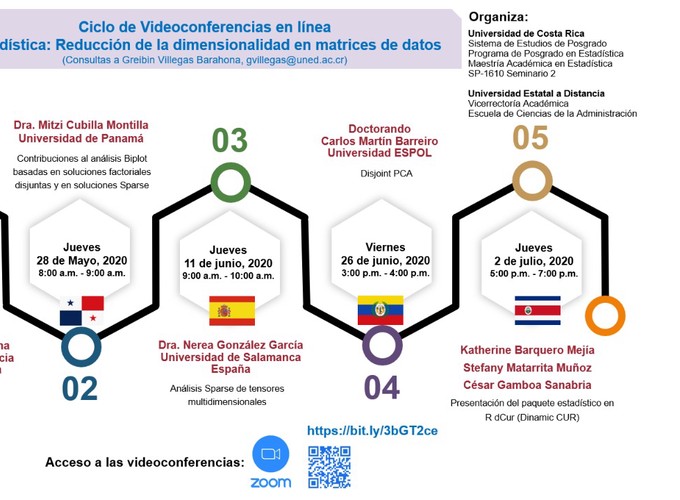 Ciclo de Videoconferencias en línea
dística: Reducción de la dimensionalidad en matrices de datos
(Consultas a Greibin Villegas Barahona, gvillegas@uned.ac.cr)
Organiza:
Universidad de Costa Rica
Sistema de Estudios de Posgrado
Programa de Posgrado en Estadística
Maestría Académica en Estadística
SP-1610 Seminario 2
Universidad Estatal a Distancia
Vicerrectoría Académica
Escuela de Ciencias de la Administración
Dra. Mitzi Cubilla Montilla
Universidad de Panamá
Contribuciones al análisis Biplot
basadas en soluciones factoriales
disjuntas y en soluciones Sparse
Jueves
28 de Mayo, 2020
8:00 a.m. - 9:00 a.m.
02
03
Jueves
11 de junio, 2020
9:00 a.m. - 10:00 a.m.
Dra. Nerea González García
Universidad de Salamanca
España
Análisis Sparse de tensores
multidimensionales
Doctorando
Carlos Martín Barreiro
Universidad ESPOL
Disjoint PCA
Viernes
26 de junio, 2020
3:00 p.m. - 4:00 p.m.
04
05
Jueves
2 de julio, 2020
5:00 p.m. - 7:00 p.m.
Katherine Barquero Mejía
Stefany Matarrita Muñoz
César Gamboa Sanabria
Presentación del paquete estadístico en
R dCur (Dinamic CUR)
na
cia
a
https://bit.ly/3bGT2ce
Acceso a las videoconferencias:
zoom